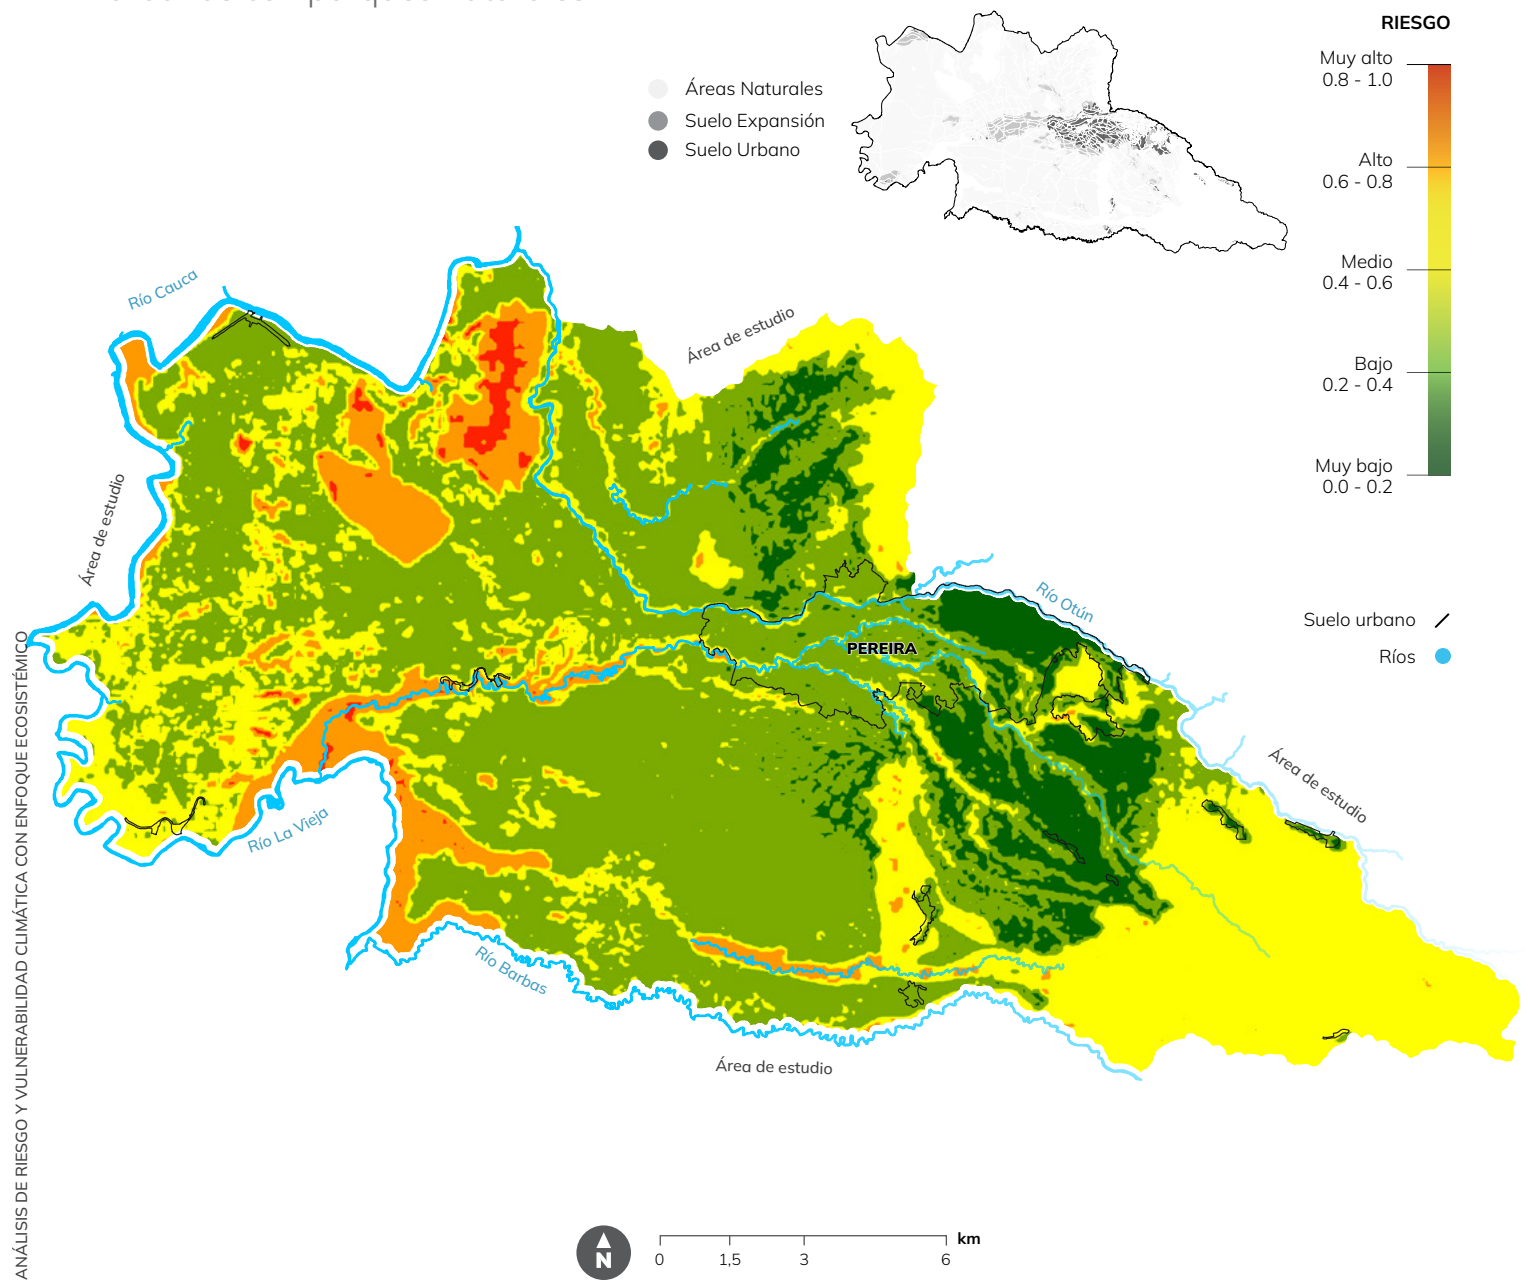 RIESGO
Muy alto
0.8 - 1.0
Alto
0.6 - 0.8
Medio
0.4 - 0.6
Bajo
0.2 - 0.4
Muy bajo
0.0 - 0.2
Áreas Naturales
Suelo Expansión
Suelo Urbano
Río Cauca
Área de estudio
Área de estudio
Río Otún
PEREIRA
Suelo urbano
Ríos
Área de estudio
Río La Vieja
Río Barbas
Área de estudio
ANÁLISIS DE RIESGO Y VULNERABILIDAD CLIMÁTICA CON ENFOQUE ECOSISTÉMICO
N
km
0 1,5 3 6